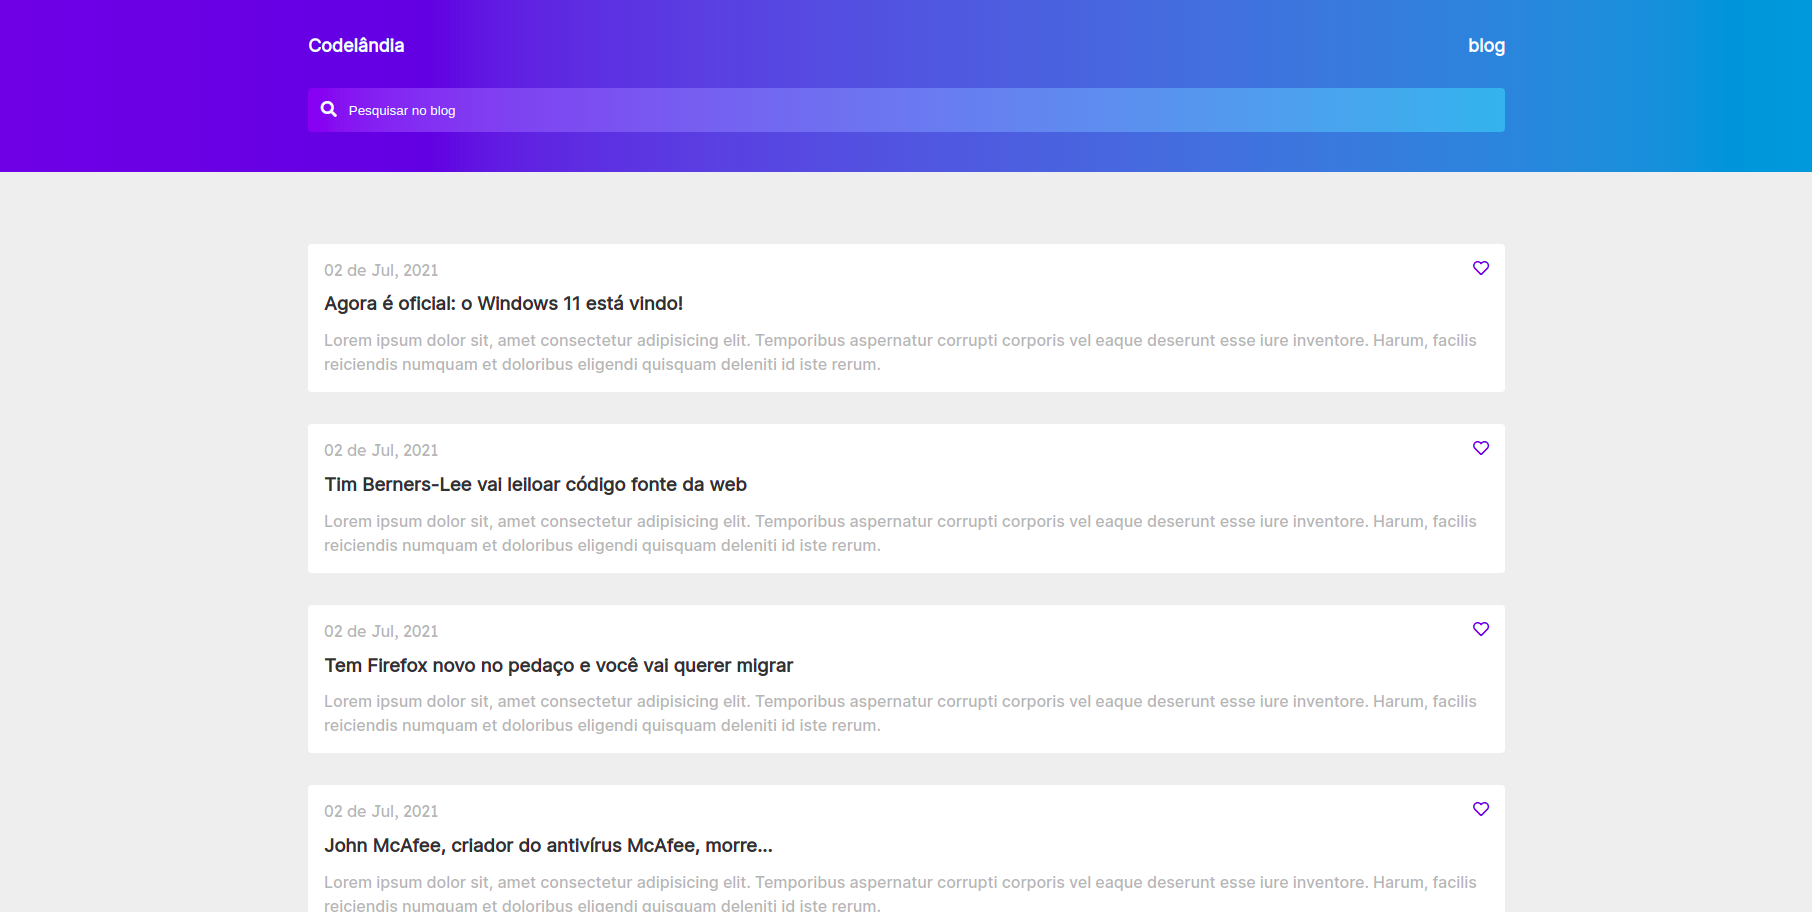 Codelândia
blog
Pesquisar no blog
02 de Jul, 2021
Agora é oficial: o Windows 11 está vindo!
Lorem ipsum dolor sit, amet consectetur adipisicing elit. Temporibus aspernatur corrupti corporis vel eaque deserunt esse iure inventore. Harum, facilis
reiciendis numquam et doloribus eligendi quisquam deleniti id iste rerum.
02 de Jul, 2021
Tim Berners-Lee vai leiloar código fonte da web
Lorem ipsum dolor sit, amet consectetur adipisicing elit. Temporibus aspernatur corrupti corporis vel eaque deserunt esse iure inventore. Harum, facilis
reiciendis numquam et doloribus eligendi quisquam deleniti id iste rerum.
02 de Jul, 2021
Tem Firefox novo no pedaço e você vai querer migrar
Lorem ipsum dolor sit, amet consectetur adipisicing elit. Temporibus aspernatur corrupti corporis vel eaque deserunt esse iure inventore. Harum, facilis
reiciendis numquam et doloribus eligendi quisquam deleniti id iste rerum.
02 de Jul, 2021
John McAfee, criador do antivírus McAfee, morre...
Lorem ipsum dolor sit, amet consectetur adipisicing elit. Temporibus aspernatur corrupti corporis vel eaque deserunt esse iure inventore. Harum, facilis
reiciendis numquam et doloribus eligendi quisquam deleniti id iste rerum.